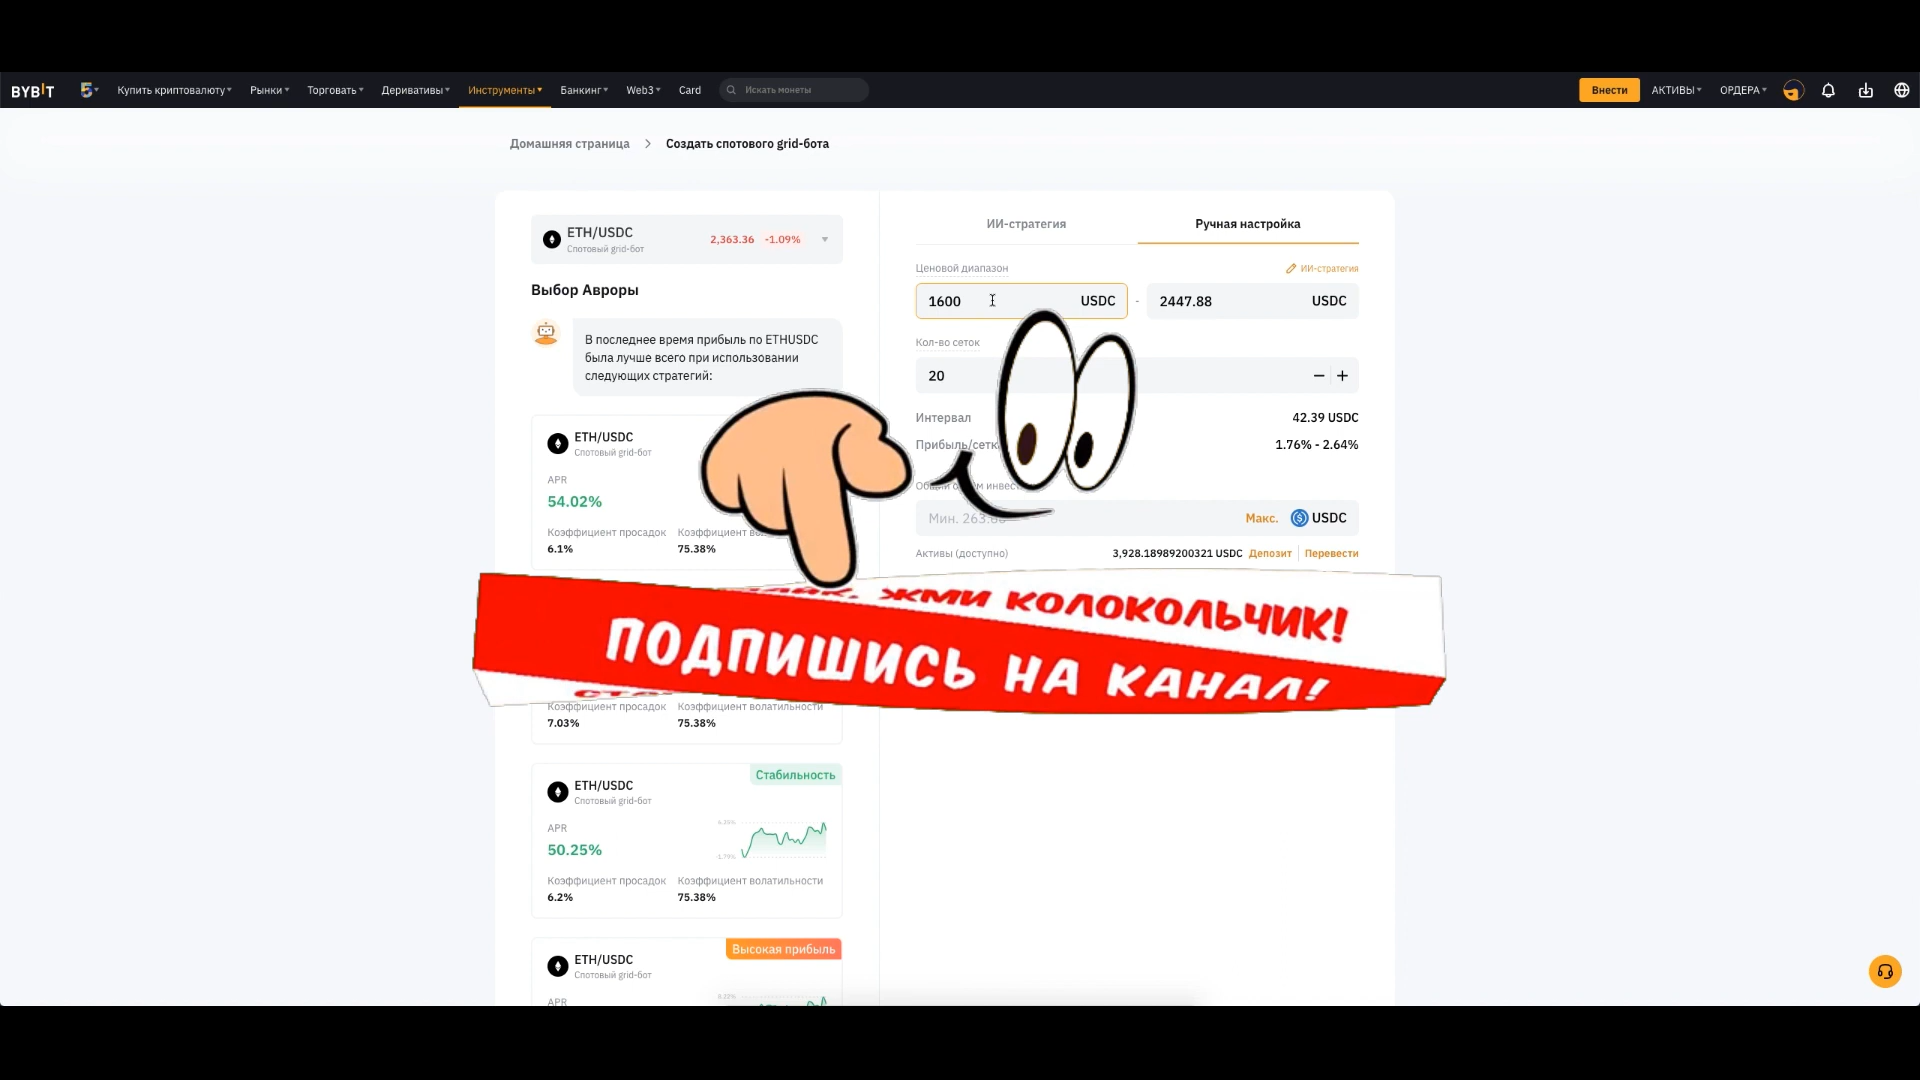 BYBIT
Купить криптовалюту Рынки Торговать Деривативы Инструменты Банкинг Web3 Card Искать монеты Внести АКТИВЫ ОРДЕРА
Домашняя страница > Создать спотового grid-бота
ETH/USDC
Спотовый grid-бот
2,363.36 -1.09%
Выбор Авроры
В последнее время прибыль по ETHUSDC
была лучше всего при использовании
следующих стратегий:
ETH/USDC
Спотовый grid-бот
APR
54.02%
Коэффициент просадок
6.1% 75.38%
Коэффициент просадок Коэффициент волатильности
7.03% 75.38%
Стабильность
ETH/USDC
Спотовый grid-бот
APR
50.25%
Коэффициент просадок Коэффициент волатильности
6.2% 75.38%
Высокая прибыль
ETH/USDC
Спотовый grid-бот
APR
ИИ-стратегия Ручная настройка
Ценовой диапазон ИИ-стратегия
1600 USDC - 2447.88 USDC
Кол-во сеток
20 − +
Интервал 42.39 USDC
Прибыль/сетка 1.76% - 2.64%
Мин. Макс. USDC
Активы (доступно) 3,928.18989200321 USDC Депозит Перевести
ЖМИ КОЛОКОЛЬЧИК!
ПОДПИШИСЬ НА КАНАЛ!